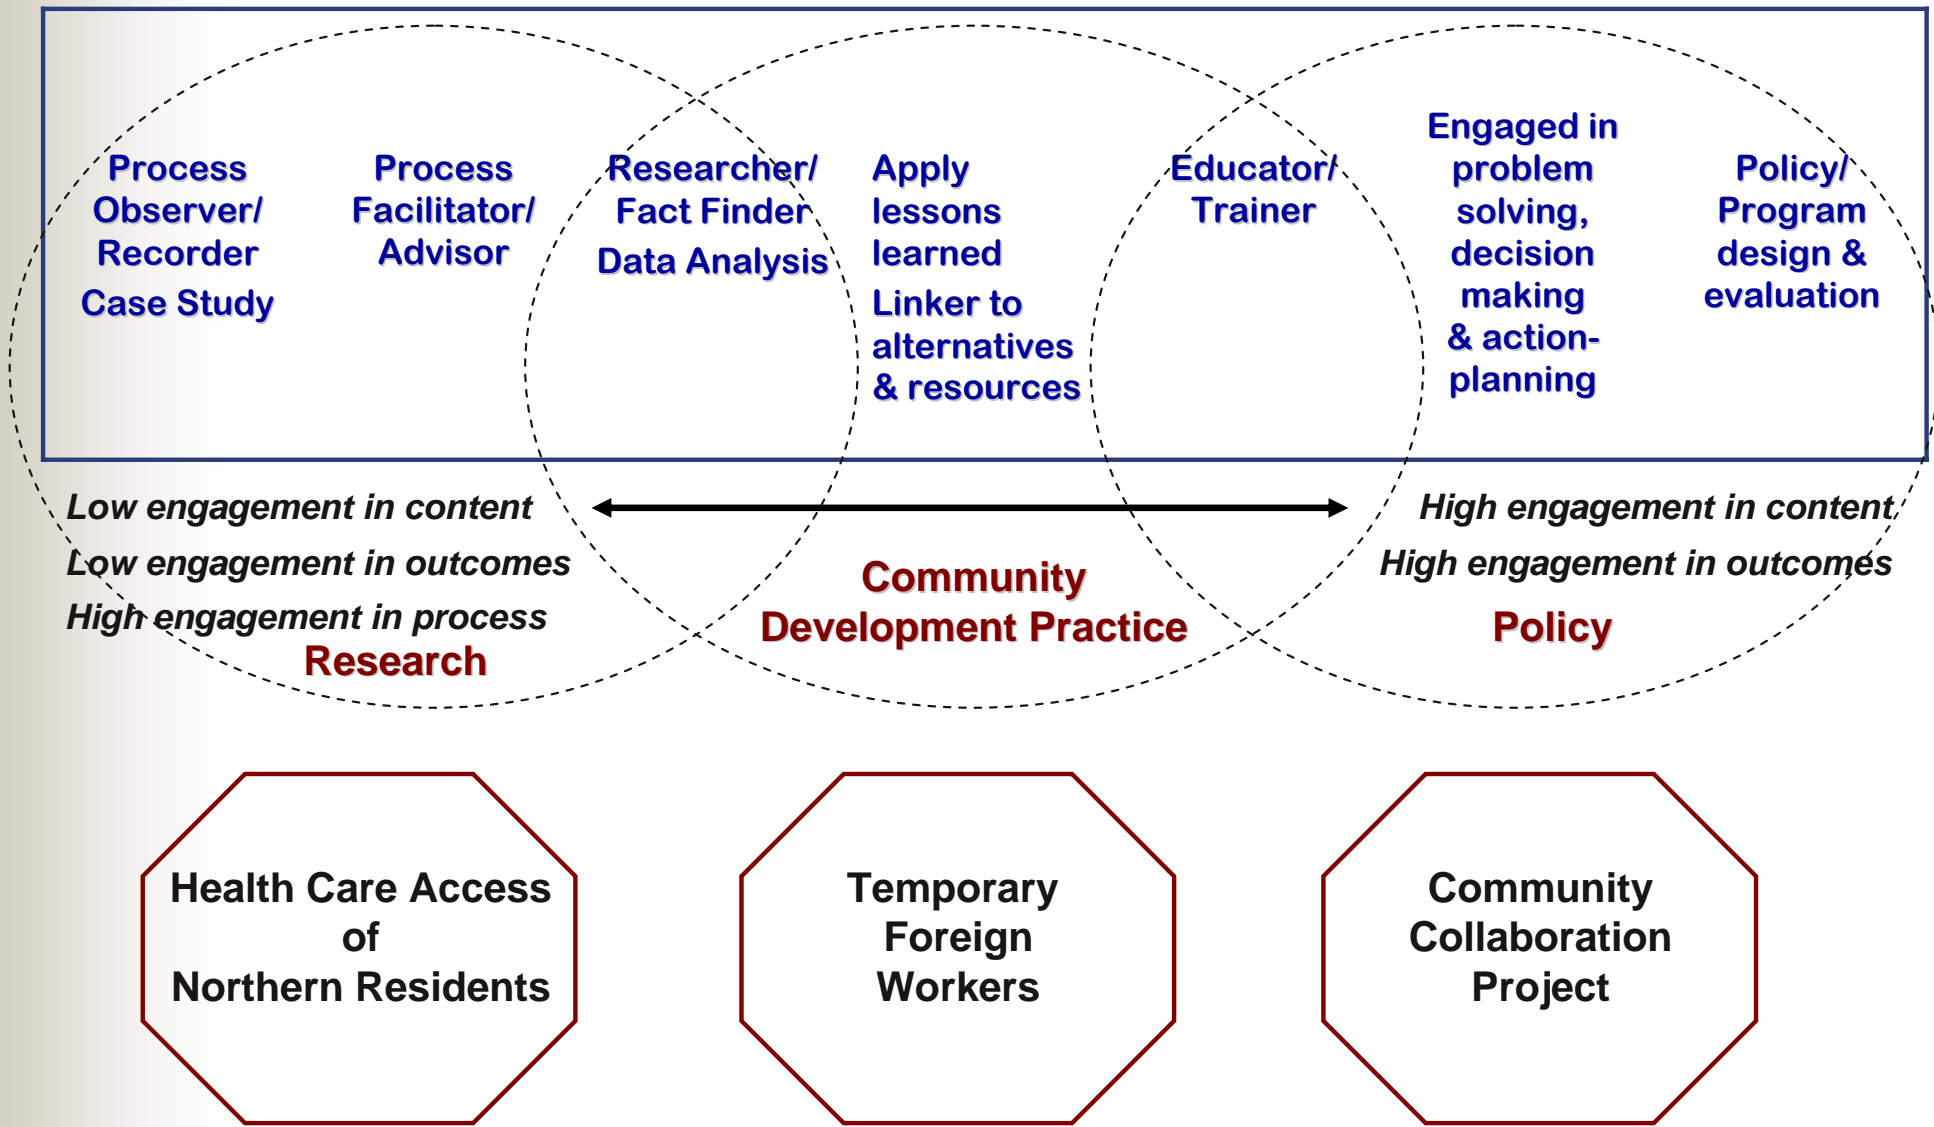 Process
Observer/
Recorder
Case Study
Process
Facilitator/
Advisor
Researcher/
Fact Finder
Data Analysis
Apply
lessons
learned
Linker to
alternatives
& resources
Educator/
Trainer
Engaged in
problem
solving,
decision
making
& action-
planning
Policy/
Program
design &
evaluation
Low engagement in content
Low engagement in outcomes
High engagement in process
Research
Community
Development Practice
High engagement in content
High engagement in outcomes
Policy
Health Care Access
of
Northern Residents
Temporary
Foreign
Workers
Community
Collaboration
Project